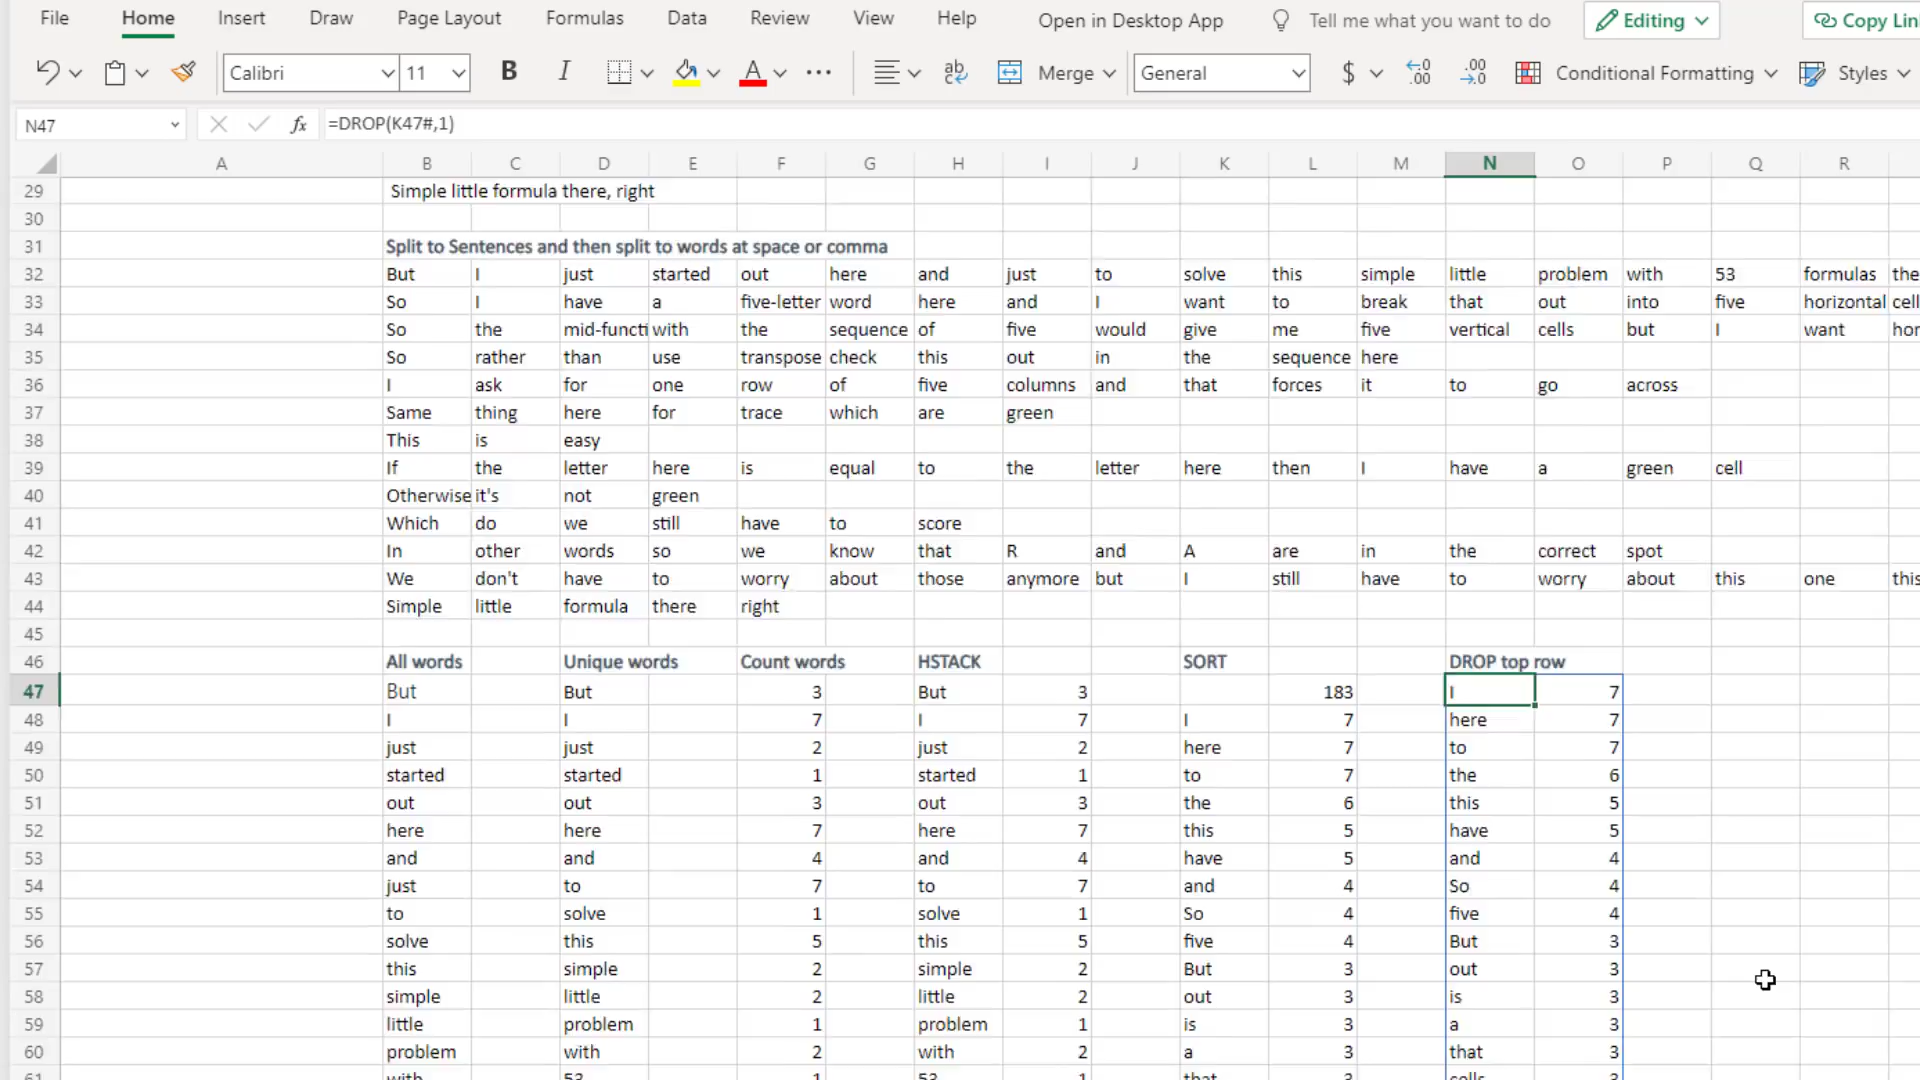 File Home Insert Draw Page Layout Formulas Data Review View Help Open in Desktop App Tell me what you want to do Editing Copy Lin
Calibri 11 B I A ... ab Merge General $ .00 .00 Conditional Formatting Styles
N47 fx =DROP(K47#,1)
A B C D E F G H I J K L M N O P Q R
29 Simple little formula there, right
30
31 Split to Sentences and then split to words at space or comma
32 But I just started out here and just to solve this simple little problem with 53 formulas the
33 So I have a five-letter word here and I want to break that out into five horizontal cell
34 So the mid-functi with the sequence of five would give me five vertical cells but I want hor
35 So rather than use transpose check this out in the sequence here
36 I ask for one row of five columns and that forces it to go across
37 Same thing here for trace which are green
38 This is easy
39 If the letter here is equal to the letter here then I have a green cell
40 Otherwise it's not green
41 Which do we still have to score
42 In other words so we know that R and A are in the correct spot
43 We don't have to worry about those anymore but I still have to worry about this one this
44 Simple little formula there right
45
46 All words Unique words Count words HSTACK SORT DROP top row
47 But But 3 But 3 183 I 7
48 I I 7 I 7 I 7 here 7
49 just just 2 just 2 here 7 to 7
50 started started 1 started 1 to 7 the 6
51 out out 3 out 3 the 6 this 5
52 here here 7 here 7 this 5 have 5
53 and and 4 and 4 have 5 and 4
54 just to 7 to 7 and 4 So 4
55 to solve 1 solve 1 So 4 five 4
56 solve this 5 this 5 five 4 But 3
57 this simple 2 simple 2 But 3 out 3
58 simple little 2 little 2 out 3 is 3
59 little problem 1 problem 1 is 3 a 3
60 problem with 2 with 2 a 3 that 3
61 with 53 1 53 1 that 3 cells 3